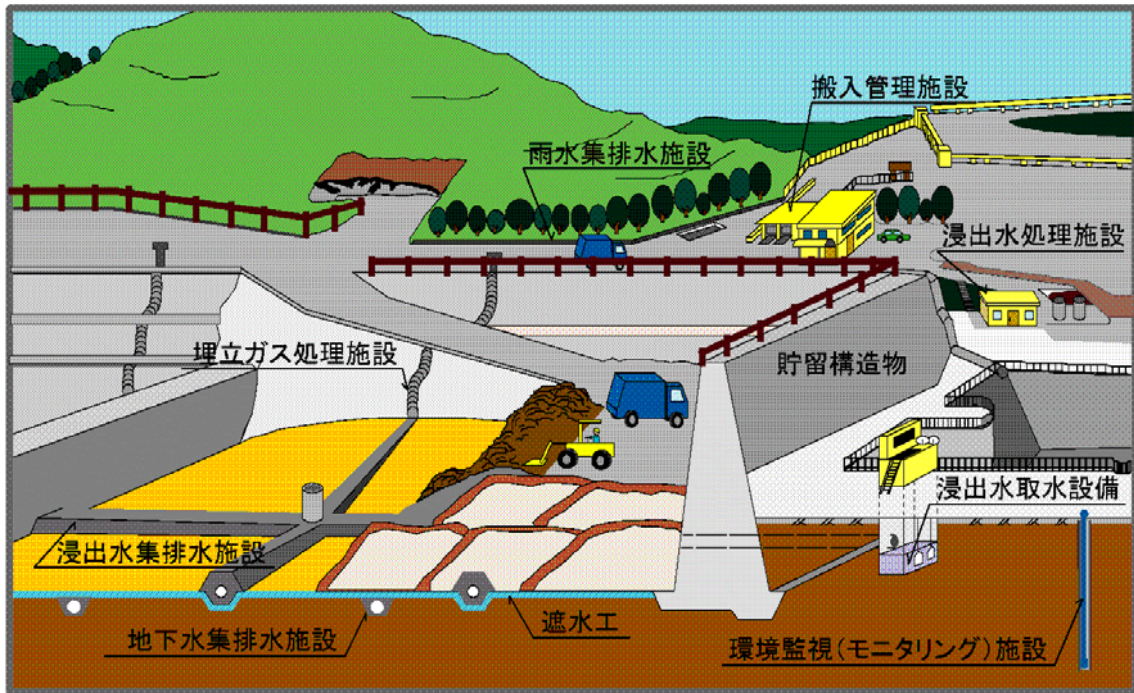 搬入管理施設
雨水集排水施設
浸出水処理施設
埋立ガス処理施設
貯留構造物
浸出水取水設備
浸出水集排水施設
地下水集排水施設
遮水工
環境監視(モニタリング)施設